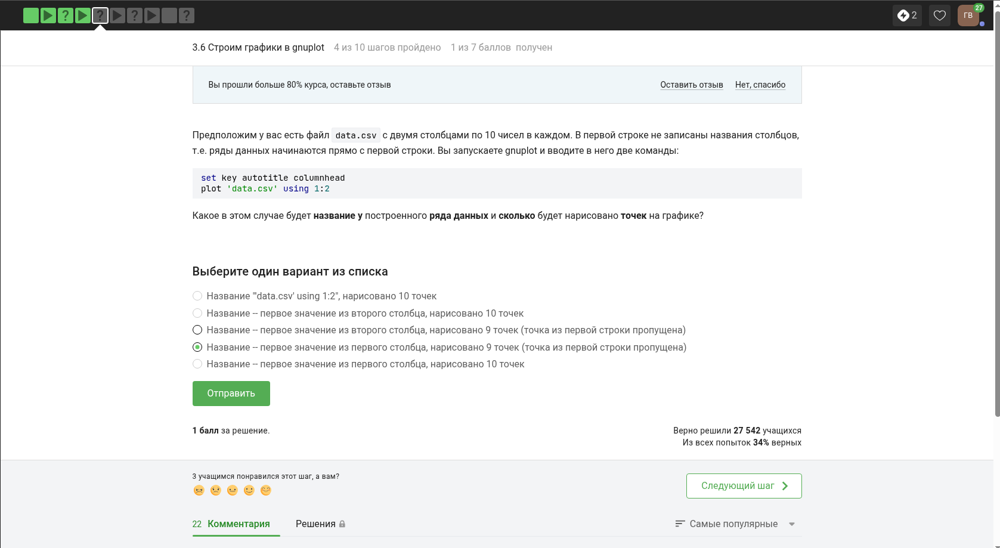 ? ? ? ?
2
ГВ
27
3.6 Строим графики в gnuplot 4 из 10 шагов пройдено 1 из 7 баллов получен
Вы прошли больше 80% курса, оставьте отзыв Оставить отзыв Нет, спасибо
Предположим у вас есть файл data.csv с двумя столбцами по 10 чисел в каждом. В первой строке не записаны названия столбцов,
т.е. ряды данных начинаются прямо с первой строки. Вы запускаете gnuplot и вводите в него две команды:
set key autotitle columnhead
plot 'data.csv' using 1:2
Какое в этом случае будет название у построенного ряда данных и сколько будет нарисовано точек на графике?
Выберите один вариант из списка
Название "'data.csv' using 1:2", нарисовано 10 точек
Название -- первое значение из второго столбца, нарисовано 10 точек
Название -- первое значение из второго столбца, нарисовано 9 точек (точка из первой строки пропущена)
Название -- первое значение из первого столбца, нарисовано 9 точек (точка из первой строки пропущена)
Название -- первое значение из первого столбца, нарисовано 10 точек
Отправить
1 балл за решение.
Верно решили 27 542 учащихся
Из всех попыток 34% верных
3 учащимся понравился этот шаг, а вам?
Следующий шаг
22 Комментария Решения Самые популярные